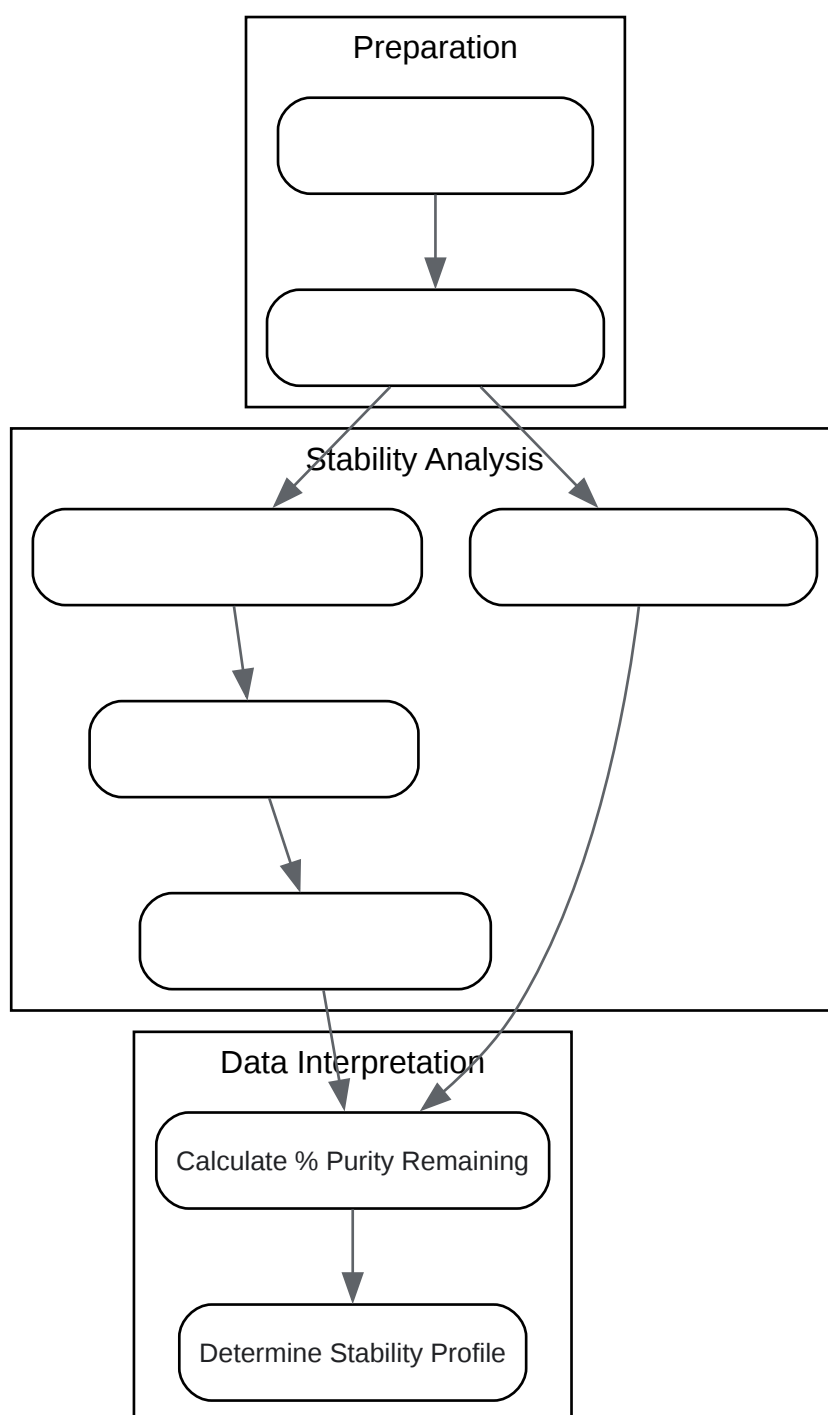 Preparation
Stability Analysis
Data Interpretation
Calculate % Purity Remaining
Determine Stability Profile